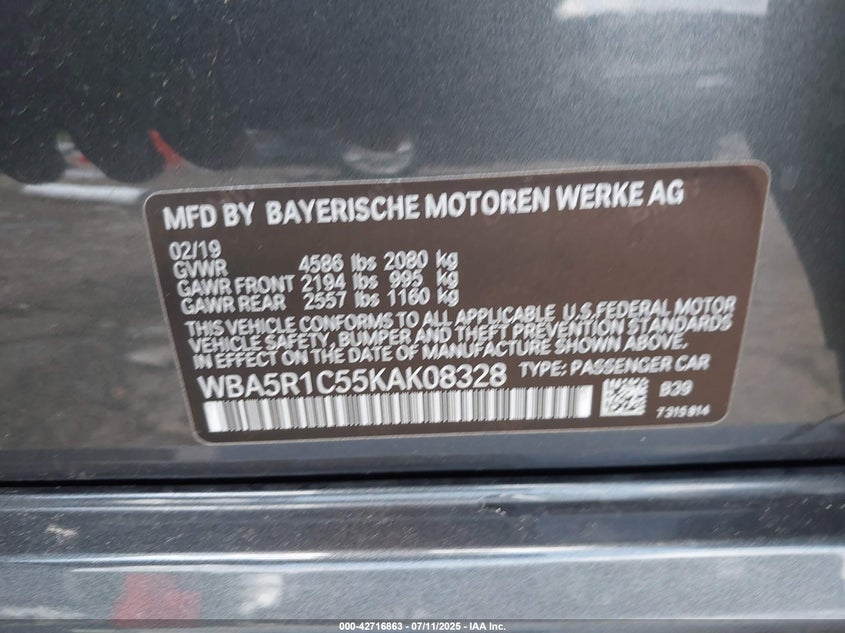 MFD BY BAYERISCHE MOTOREN WERKE AG
02/19
GVWR 4586 lbs 2080 kg
GAWR FRONT 2194 lbs 995 kg
GAWR REAR 2557 lbs 1160 kg
THIS VEHICLE CONFORMS TO ALL APPLICABLE U.S. FEDERAL MOTOR
VEHICLE SAFETY, BUMPER AND THEFT PREVENTION STANDARDS
IN EFFECT ON THE DATE OF MANUFACTURE SHOWN ABOVE.
WBA5R1C55KAK08328 TYPE: PASSENGER CAR
B39
7315814
000-42716863 - 07/11/2025 - IAA Inc.